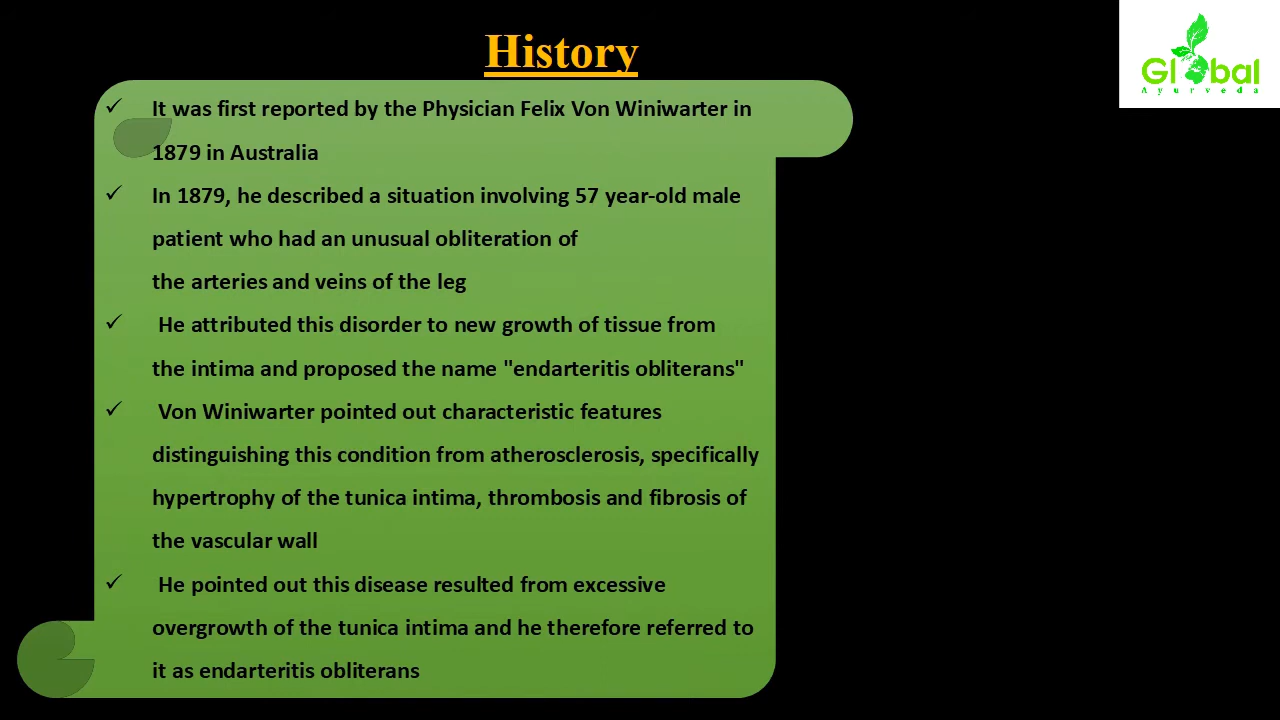 History
Global
Ayurveda
✓ It was first reported by the Physician Felix Von Winiwarter in
1879 in Australia
✓ In 1879, he described a situation involving 57 year-old male
patient who had an unusual obliteration of
the arteries and veins of the leg
✓ He attributed this disorder to new growth of tissue from
the intima and proposed the name "endarteritis obliterans"
✓ Von Winiwarter pointed out characteristic features
distinguishing this condition from atherosclerosis, specifically
hypertrophy of the tunica intima, thrombosis and fibrosis of
the vascular wall
✓ He pointed out this disease resulted from excessive
overgrowth of the tunica intima and he therefore referred to
it as endarteritis obliterans